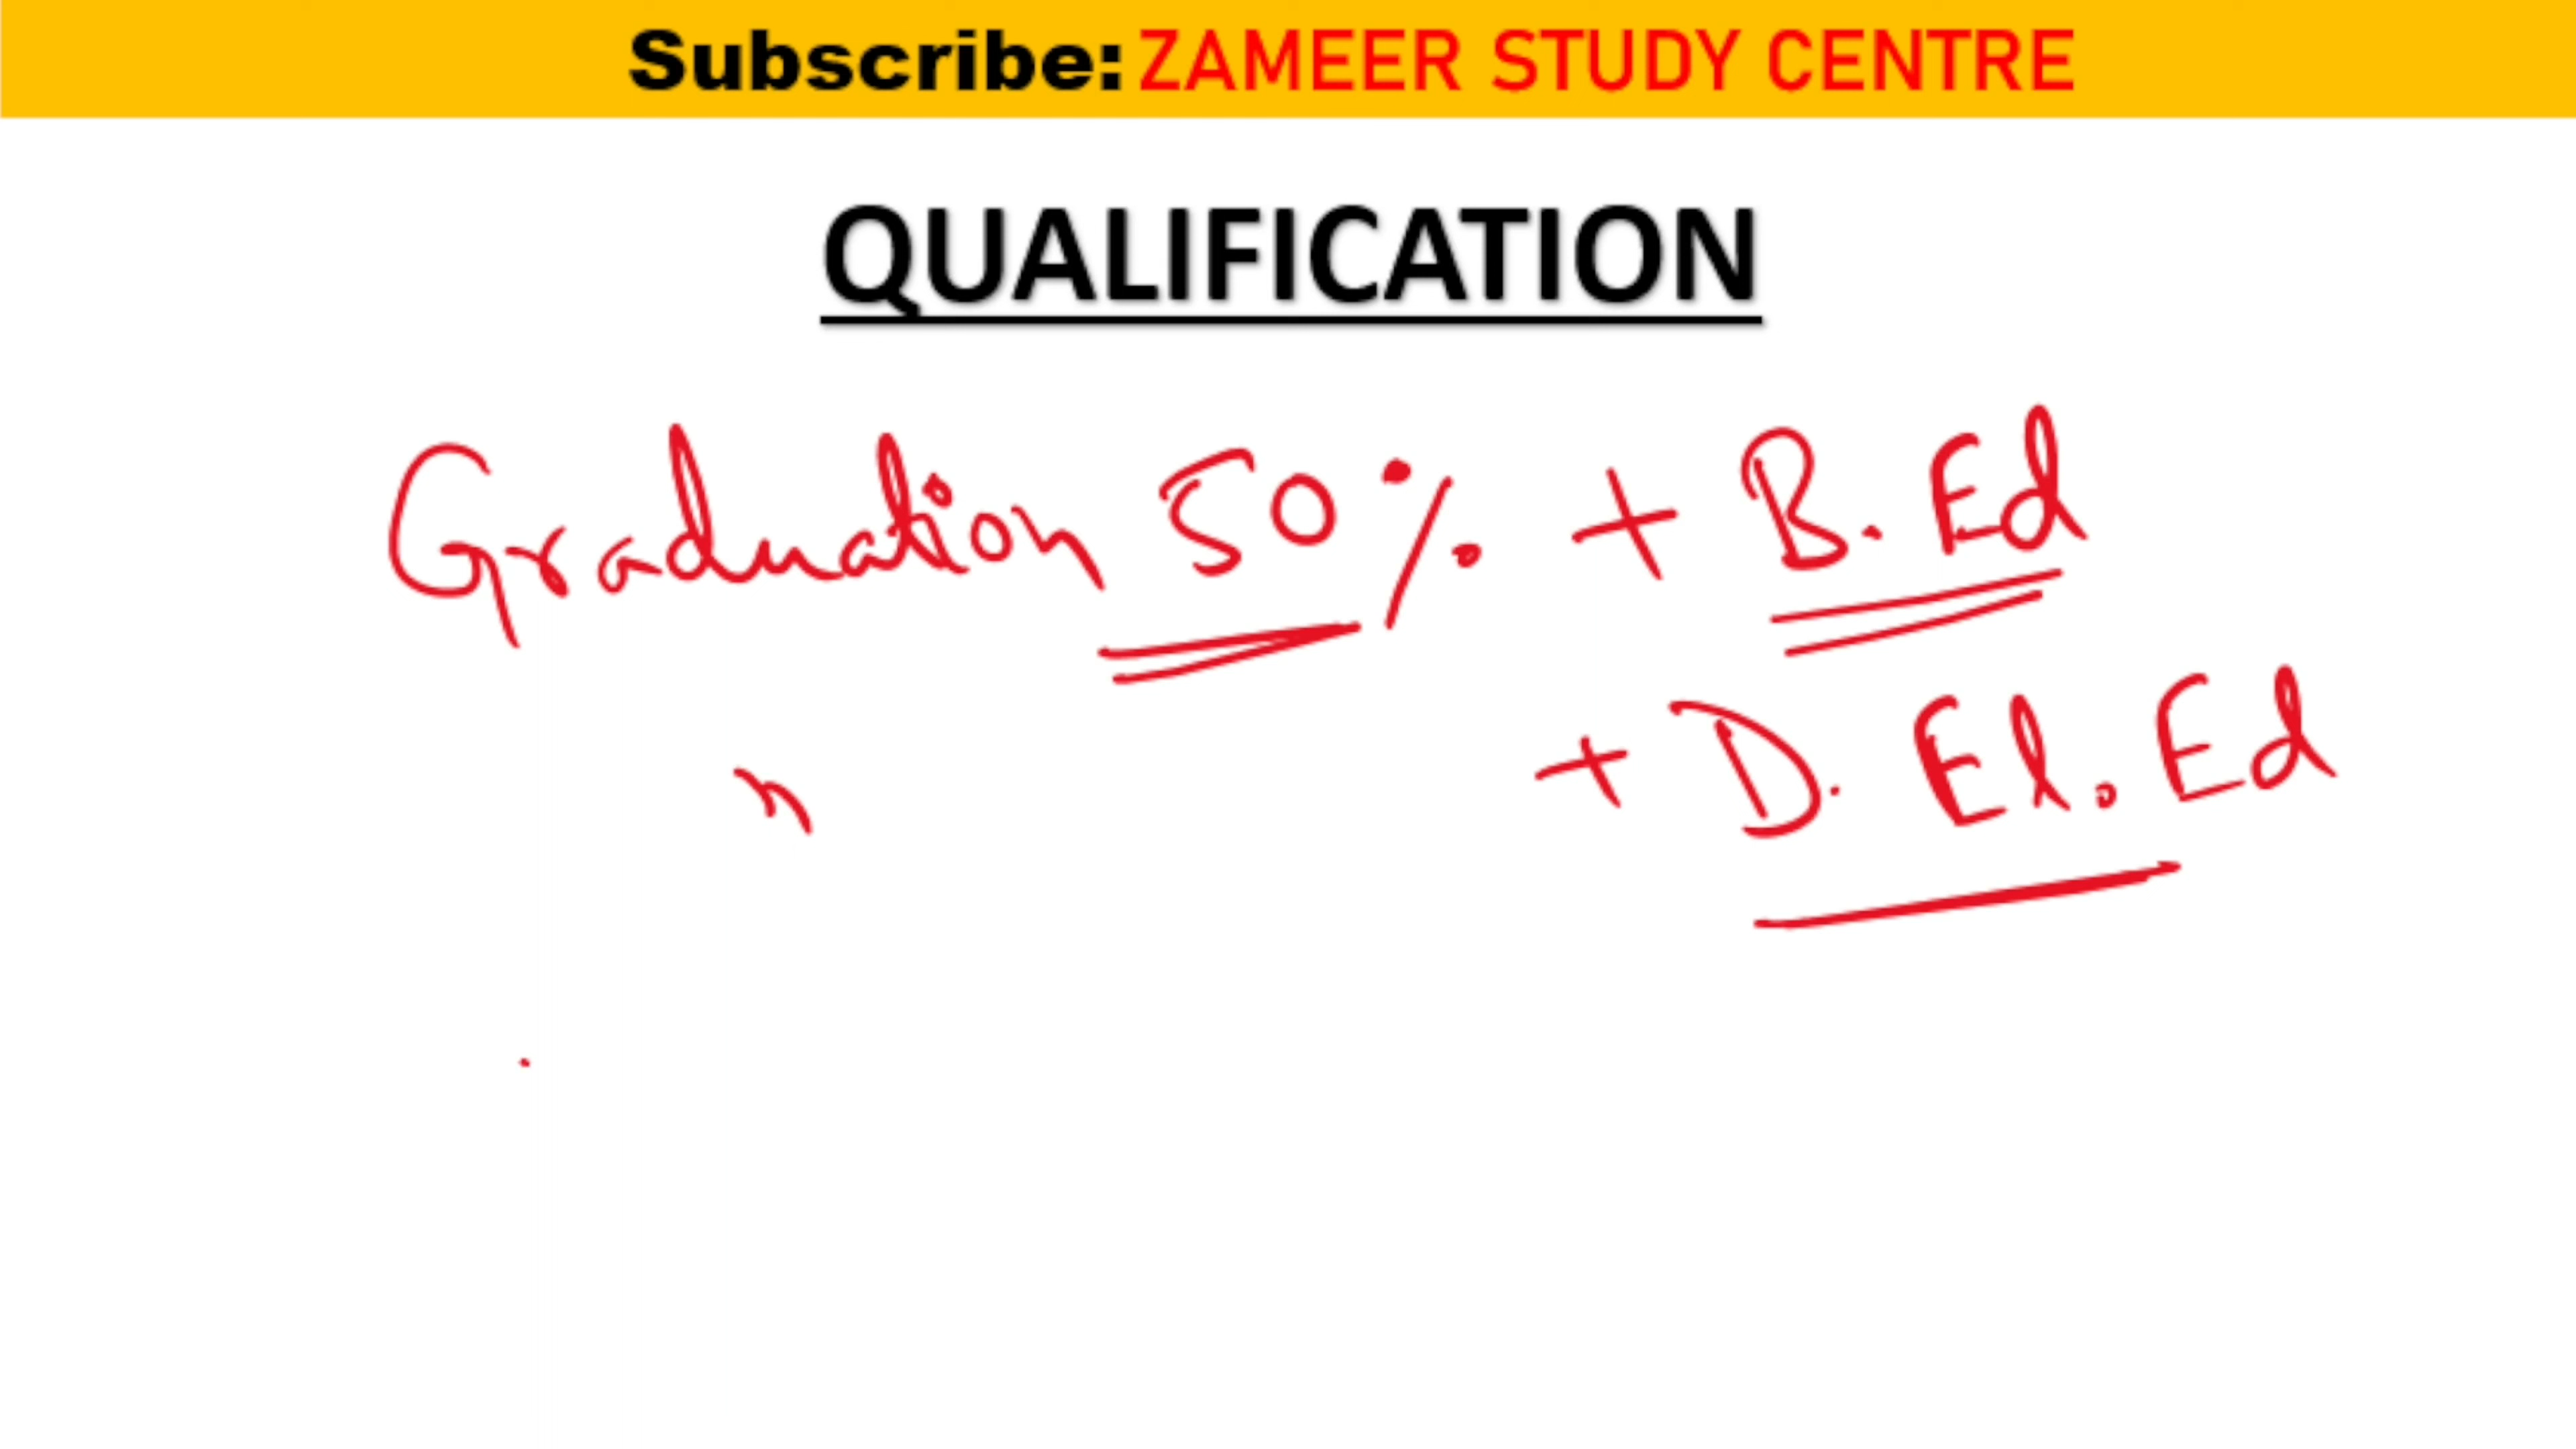 Subscribe: ZAMEER STUDY CENTRE
QUALIFICATION
Graduation 50% + B.Ed
" + D.El.Ed